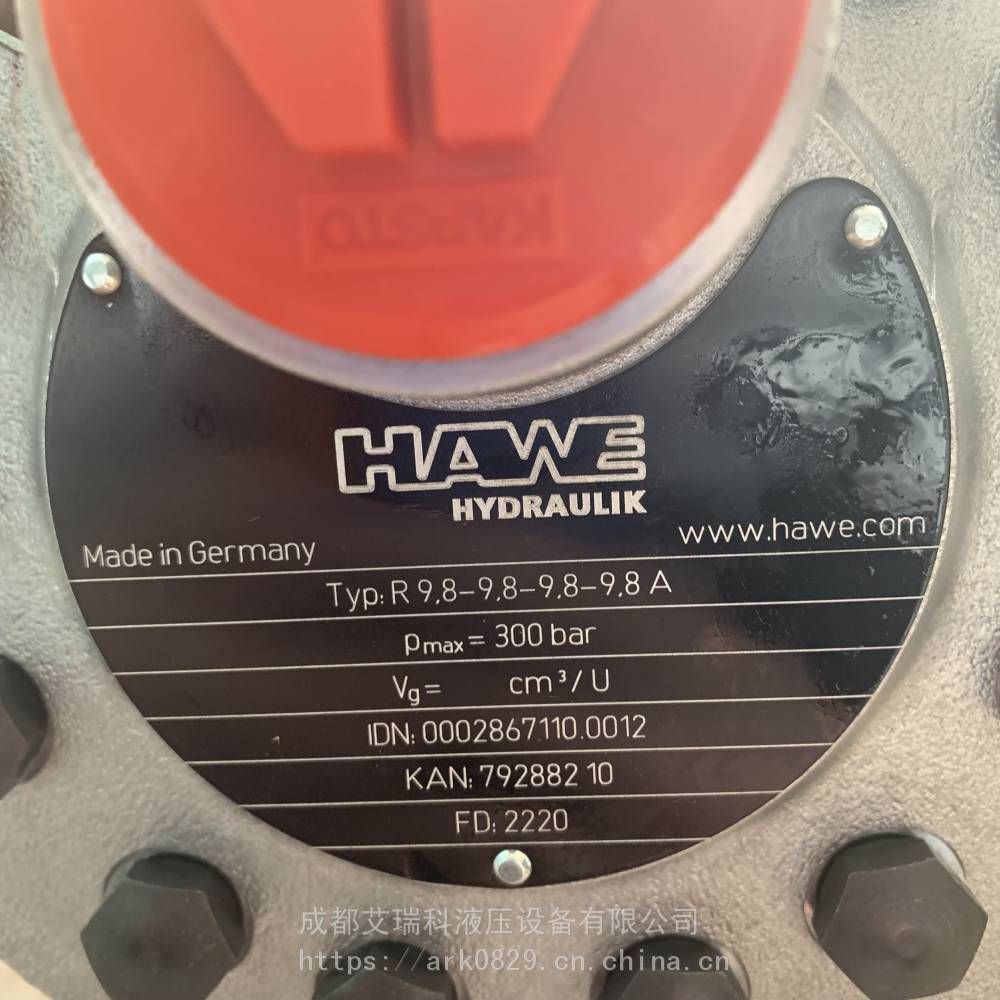 HAWE
HYDRAULIK
Made in Germany
www.hawe.com
Typ: R 9,8-9,8-9,8-9,8 A
pmax = 300 bar
Vg = cm³/U
IDN: 0002867110.0012
KAN: 79288210
FD: 2220
成都艾瑞科液压设备有限公司
https://ark0829.cn.china.cn